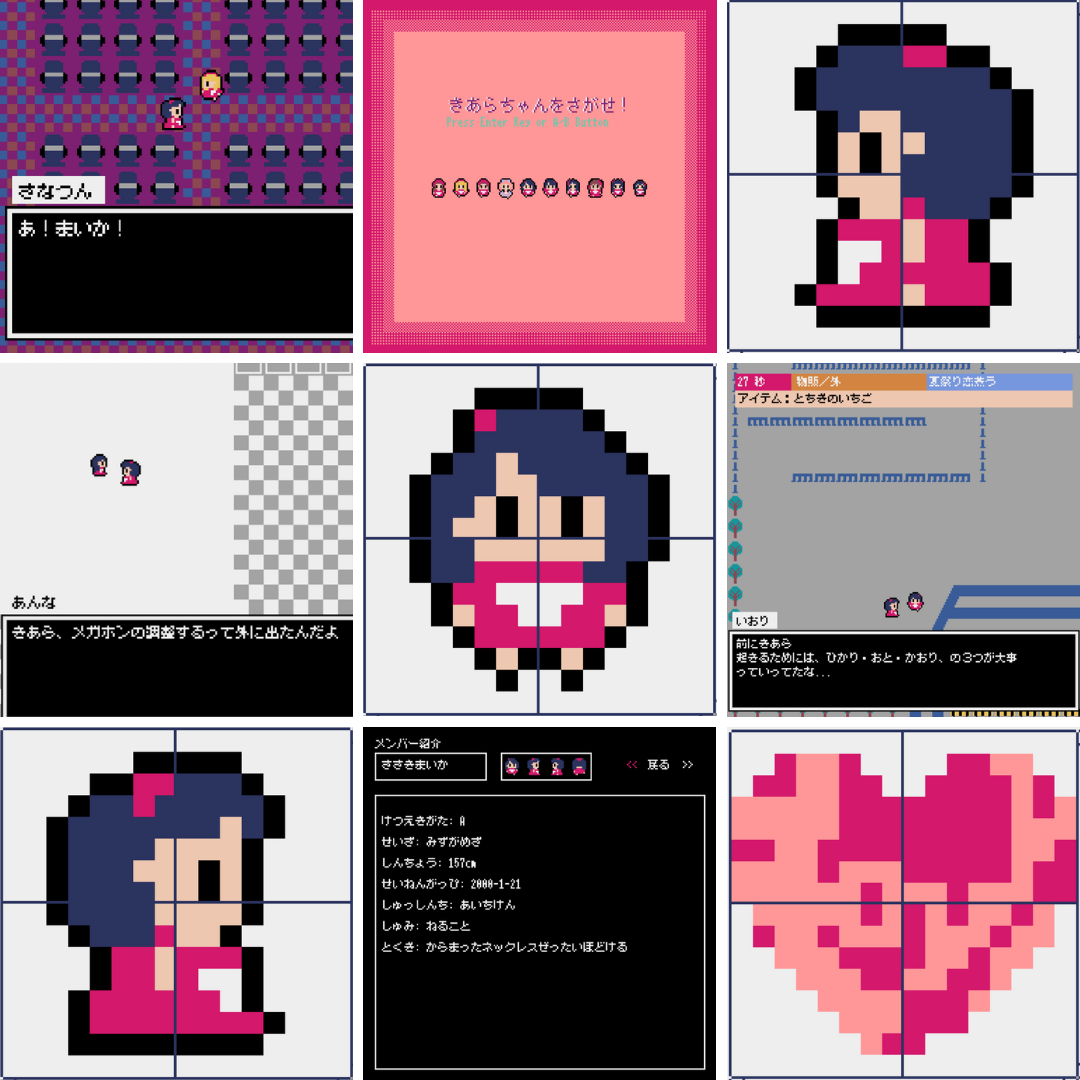 さなつん
あ！まいか！
きあらちゃんをさがせ！
Press Enter Key or A/B Button
あんな
きあら、メガホンの調整するって外に出たんだよ
27 秒
物販／外
夏祭り恋慕う
アイテム：とちぎのいちご
いおり
前にきあら
起きるためには、ひかり・おと・かおり、の３つが大事
っていってたな...
メンバー紹介
ささきまいか
<< 戻る >>
けつえきがた: A
せいざ: みずがめざ
しんちょう: 157cm
せいねんがっぴ: 2000-1-21
しゅっしんち: あいちけん
しゅみ: ねること
とくぎ: からまったネックレスぜったいほどける